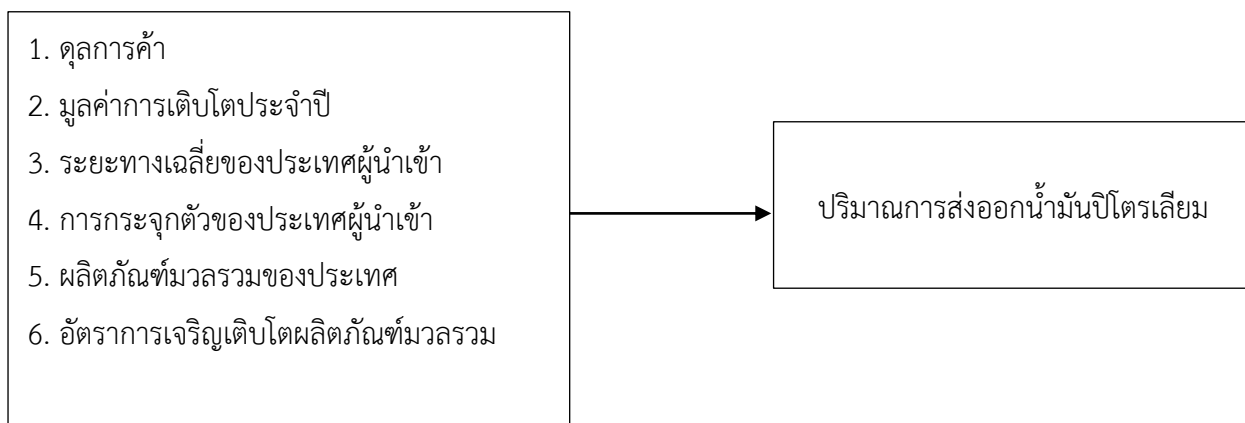 1. ดุลการค้า
2. มูลค่าการเติบโตประจำปี
3. ระยะทางเฉลี่ยของประเทศผู้นำเข้า
4. การกระจุกตัวของประเทศผู้นำเข้า
5. ผลิตภัณฑ์มวลรวมของประเทศ
6. อัตราการเจริญเติบโตผลิตภัณฑ์มวลรวม
ปริมาณการส่งออกน้ำมันปิโตรเลียม